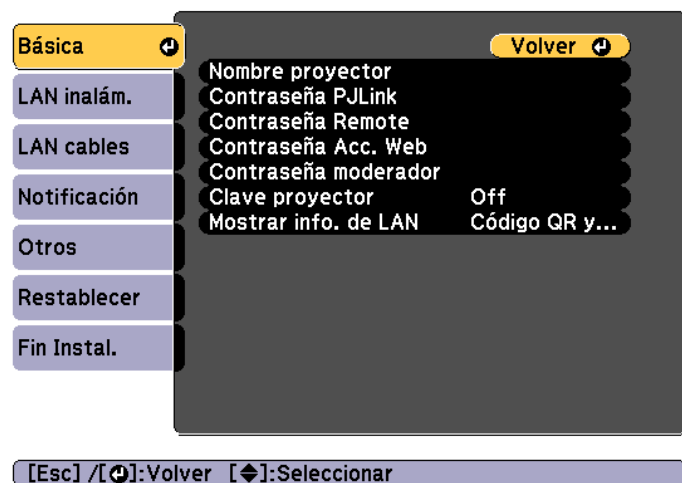 Básica
Volver
Nombre proyector
Contraseña PJLink
Contraseña Remote
Contraseña Acc. Web
Contraseña moderador
Clave proyector Off
Mostrar info. de LAN Código QR y...
LAN inalám.
LAN cables
Notificación
Otros
Restablecer
Fin Instal.
[Esc] /[⏎]:Volver [◆]:Seleccionar